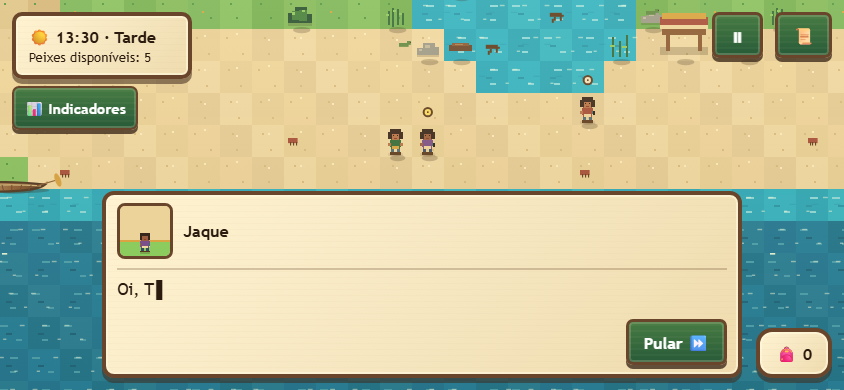 13:30 · Tarde
Peixes disponíveis: 5
Indicadores
Jaque
Oi, T
Pular
0